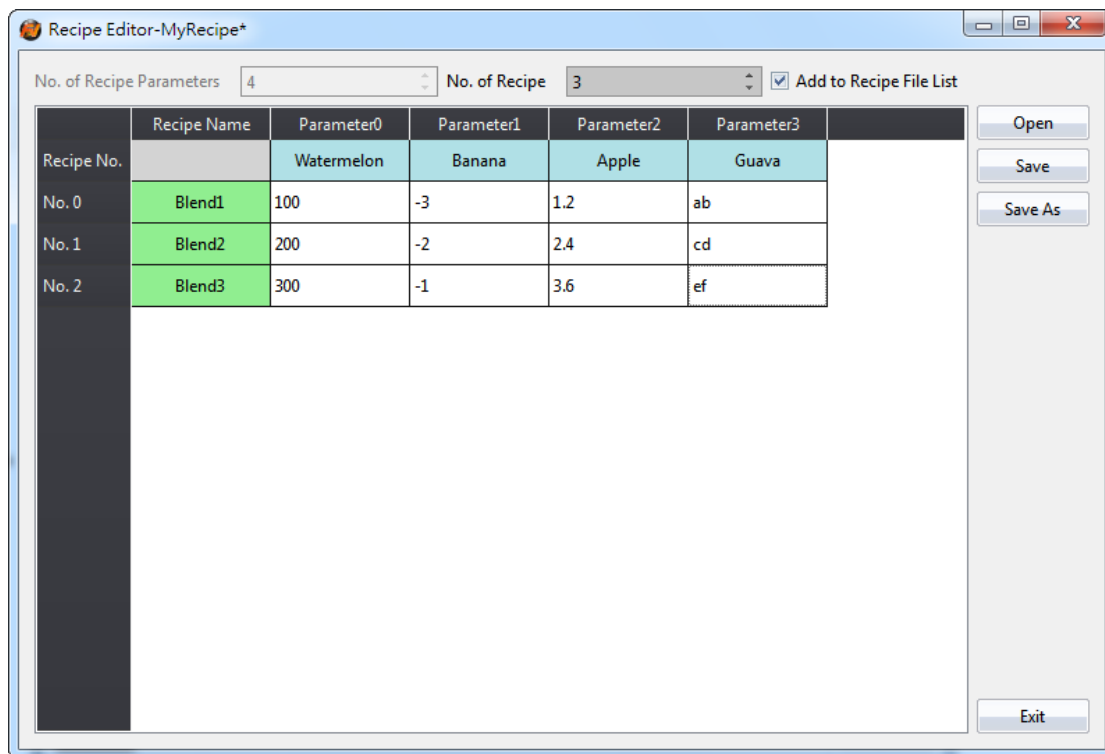 Recipe Editor-MyRecipe*
No. of Recipe Parameters 4 No. of Recipe 3 Add to Recipe File List
Recipe Name Parameter0 Parameter1 Parameter2 Parameter3 Open
Recipe No. Watermelon Banana Apple Guava Save
No. 0 Blend1 100 -3 1.2 ab Save As
No. 1 Blend2 200 -2 2.4 cd
No. 2 Blend3 300 -1 3.6 ef
Exit